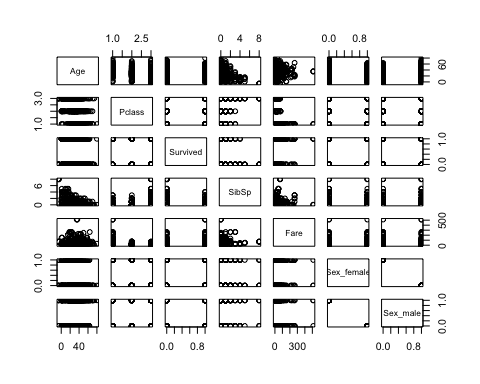 1.0 2.5 0 4 8 0.0 0.8
Age 0 60
1.0 3.0 Pclass
Survived 0.0 1.0
0 6 SibSp
Fare 0 500
0.0 1.0 Sex_female
Sex_male 0.0 1.0
0 40 0.0 0.8 0 300 0.0 0.8